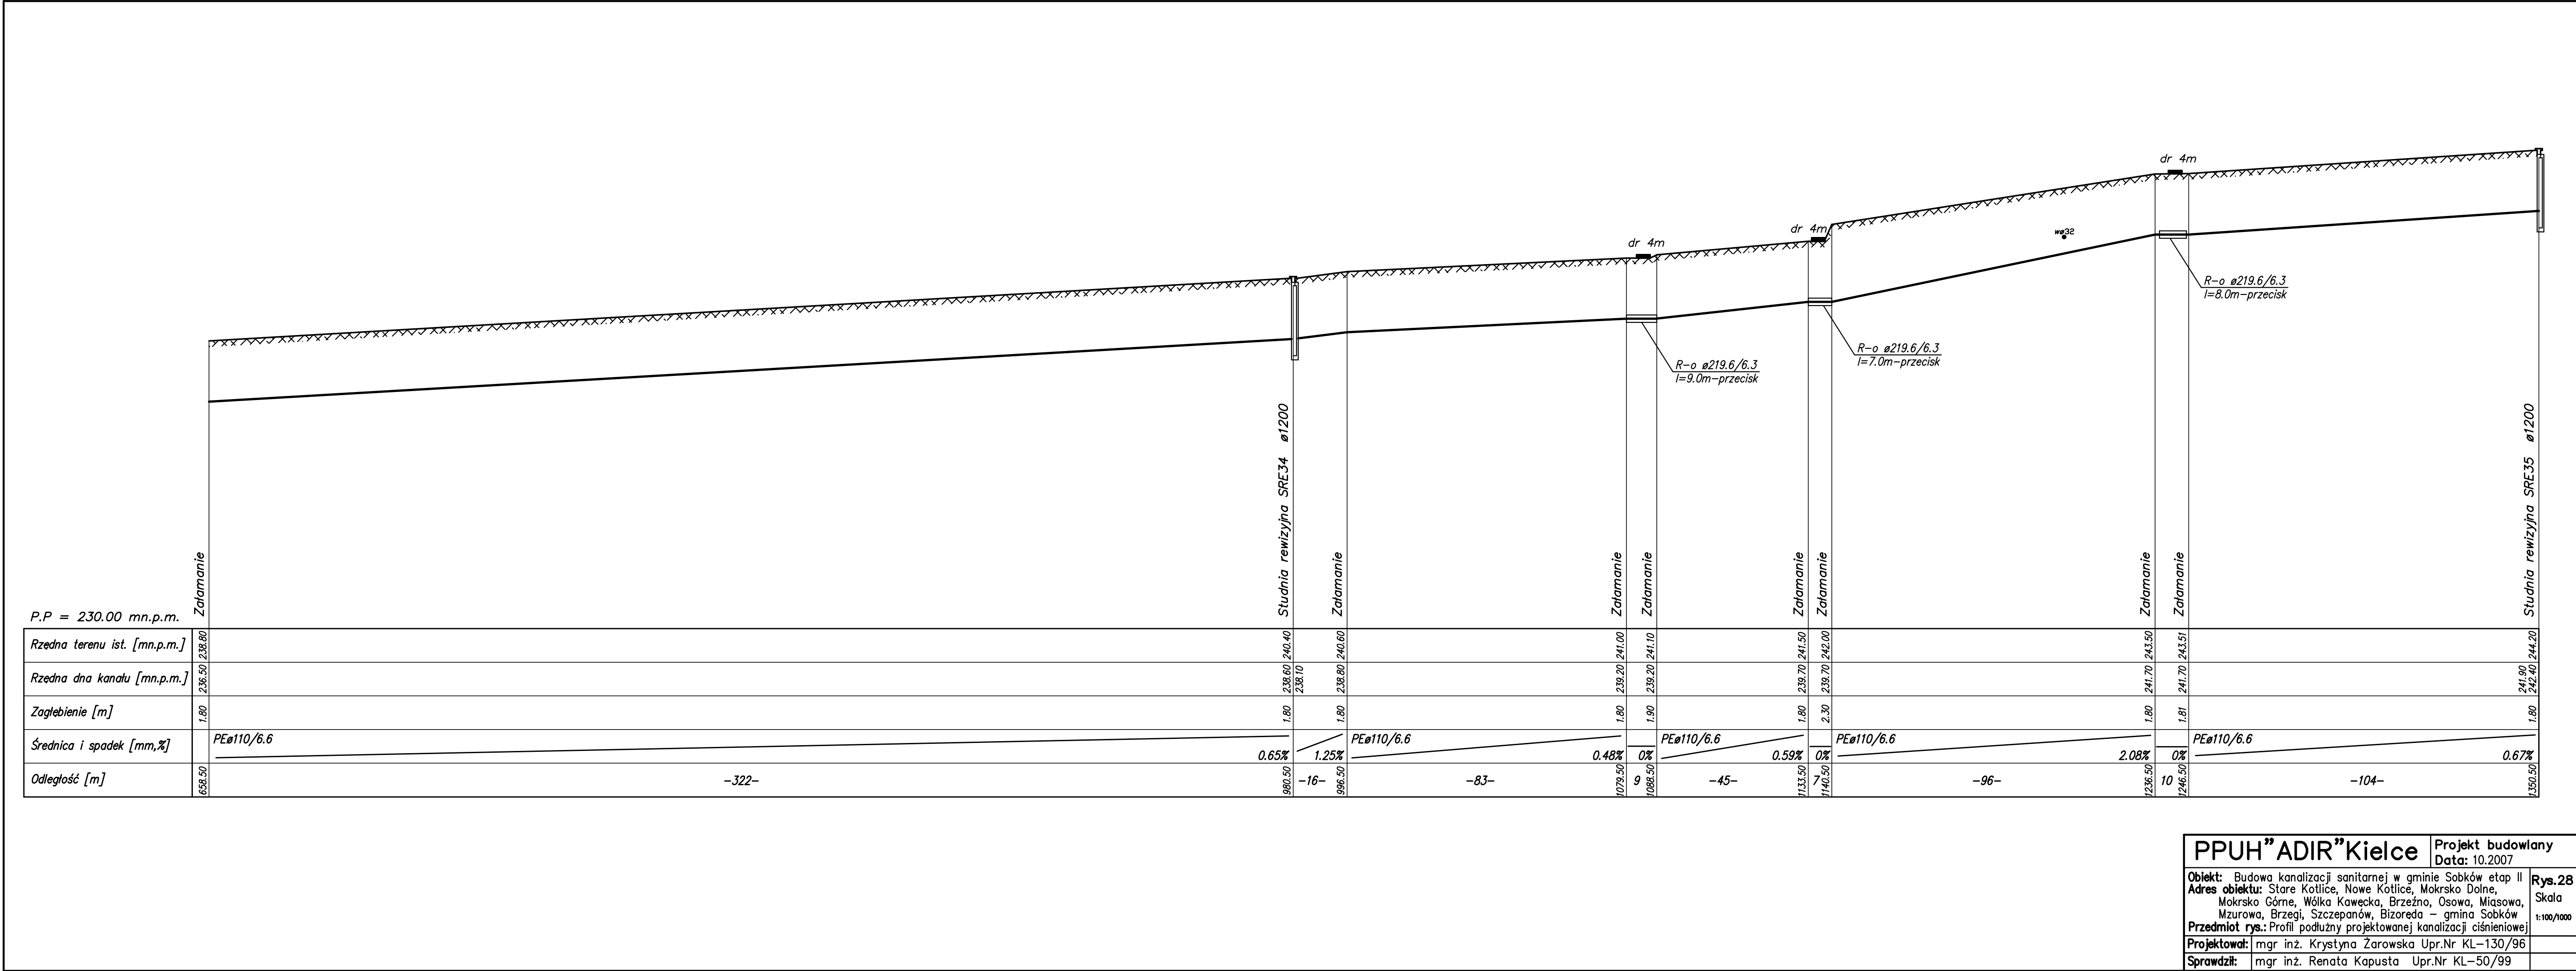 dr 4m
wø32
dr 4m
dr 4m
R-o ø219.6/6.3
l=8.0m-przecisk
R-o ø219.6/6.3
l=7.0m-przecisk
R-o ø219.6/6.3
l=9.0m-przecisk
Załamanie
Studnia rewizyjna SRE34 ø1200
Załamanie
Załamanie
Załamanie
Załamanie
Załamanie
Załamanie
Załamanie
Studnia rewizyjna SRE35 ø1200
P.P = 230.00 mn.p.m.
Rzędna terenu ist. [mn.p.m.] 238.80 240.40 240.60 241.00 241.10 241.50 242.00 243.50 243.51 244.20
Rzędna dna kanału [mn.p.m.] 236.50 238.60 238.10 238.80 239.20 239.20 239.70 239.70 241.70 241.70 241.90 242.40
Zagłębienie [m] 1.80 1.80 1.80 1.80 1.90 1.80 2.30 1.80 1.81 1.80
Średnica i spadek [mm,%] PEø110/6.6 0.65% 1.25% PEø110/6.6 0.48% 0% PEø110/6.6 0.59% 0% PEø110/6.6 2.08% 0% PEø110/6.6 0.67%
Odległość [m] 658.50 -322- 980.50 -16- 996.50 -83- 1079.50 9 1088.50 -45- 1133.50 7 1140.50 -96- 1236.50 10 1246.50 -104- 1350.50
PPUH"ADIR"Kielce
Projekt budowlany
Data: 10.2007
Obiekt: Budowa kanalizacji sanitarnej w gminie Sobków etap II
Adres obiektu: Stare Kotlice, Nowe Kotlice, Mokrsko Dolne,
Mokrsko Górne, Wólka Kawęcka, Brzeźno, Osowa, Miąsowa,
Mzurowa, Brzegi, Szczepanów, Bizoręda – gmina Sobków
Przedmiot rys.: Profil podłużny projektowanej kanalizacji ciśnieniowej
Rys.28
Skala
1:100/1000
Projektował: mgr inż. Krystyna Żarowska Upr.Nr KL-130/96
Sprawdził: mgr inż. Renata Kapusta Upr.Nr KL-50/99